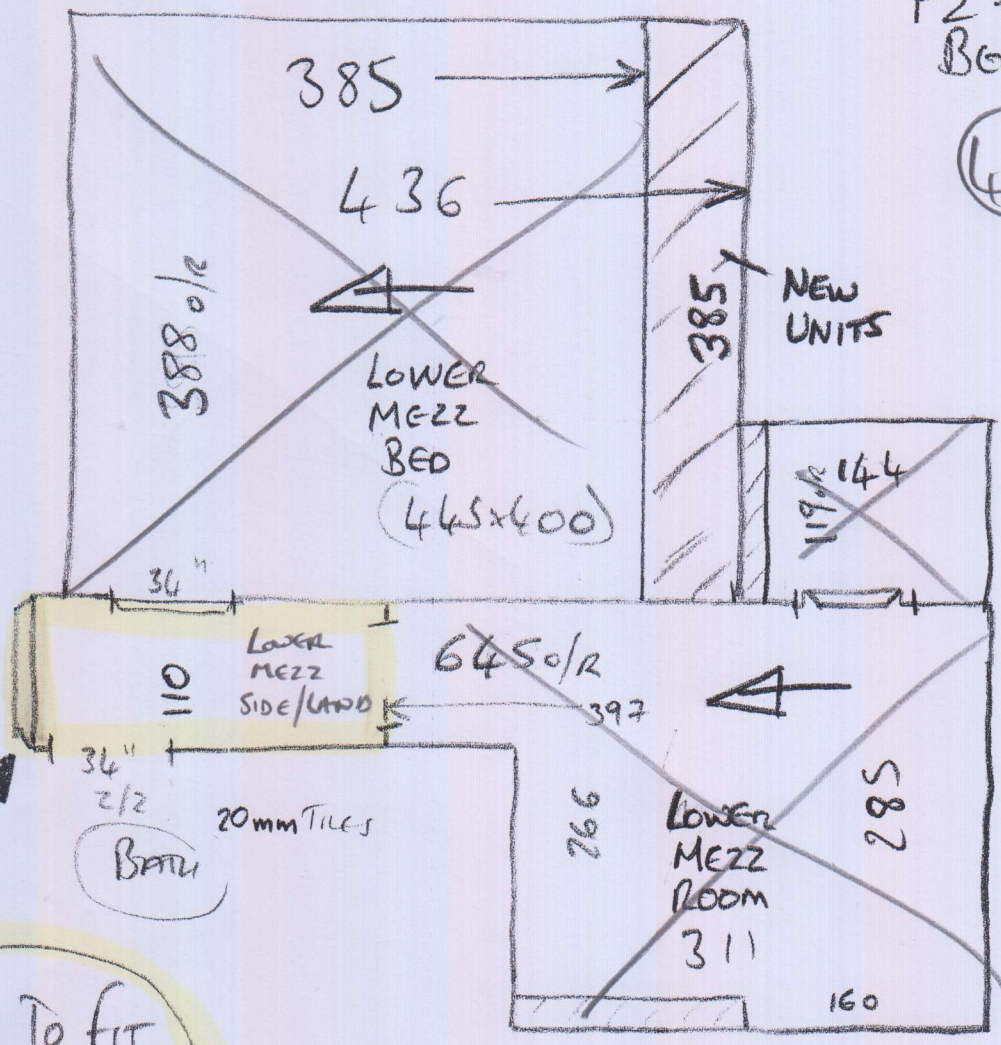 385
436
388 o/R
385
NEW
UNITS
LOWER
MEZZ
BED
(445x400)
119 o/R
144
34"
LOWER
MEZZ
SIDE/LAND
110
645 o/R
397
34"
2/2
BATH
20mm TILES
266
LOWER
MEZZ
ROOM
311
285
160
TO FIT